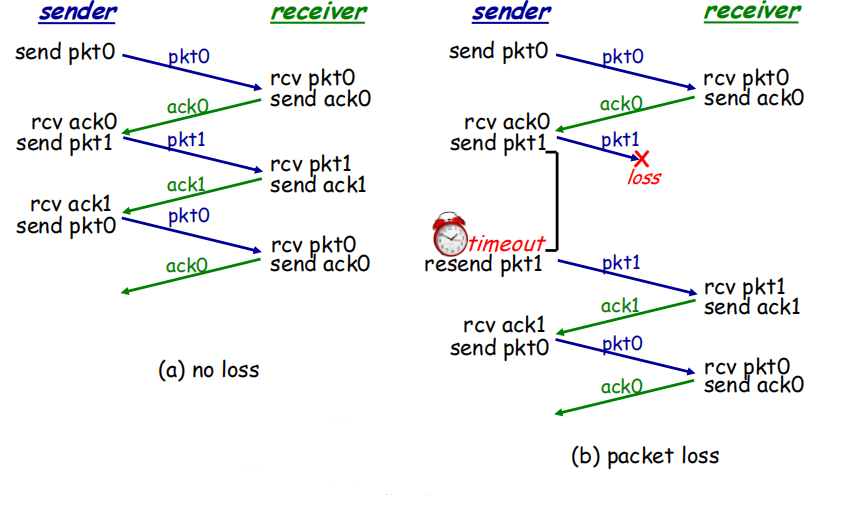 sender
receiver
send pkt0
pkt0
rcv pkt0
send ack0
ack0
rcv ack0
send pkt1
pkt1
rcv pkt1
send ack1
ack1
rcv ack1
send pkt0
pkt0
rcv pkt0
send ack0
ack0
(a) no loss
sender
receiver
send pkt0
pkt0
rcv pkt0
send ack0
ack0
rcv ack0
send pkt1
pkt1
X
loss
timeout
resend pkt1
pkt1
rcv pkt1
send ack1
ack1
rcv ack1
send pkt0
pkt0
rcv pkt0
send ack0
ack0
(b) packet loss